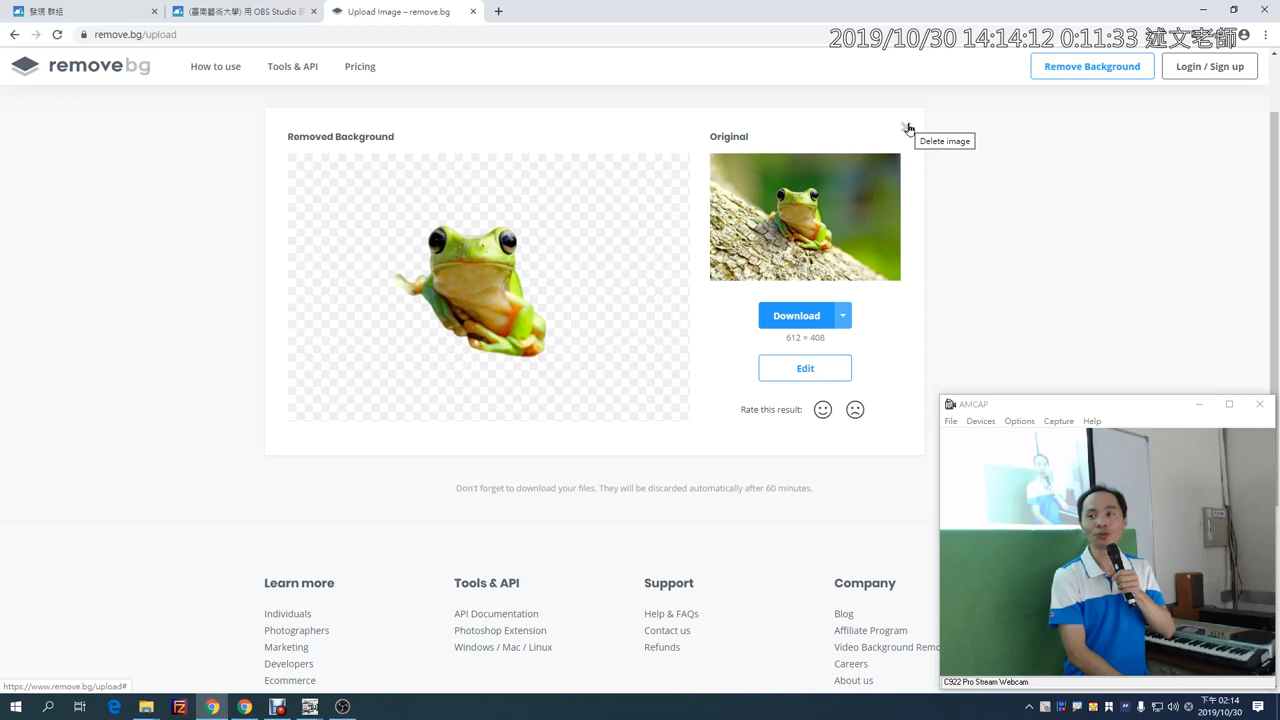 發現 群組
(臺南藝術大學) 用 OBS Studio
Upload Image – remove.bg
remove.bg/upload
2019/10/30 14:14:12 0:11:33 述文老師
removebg
How to use
Tools & API
Pricing
Remove Background
Login / Sign up
Removed Background
Original
Delete image
Download
612 × 408
Edit
Rate this result:
Don't forget to download your files. They will be discarded automatically after 60 minutes.
AMCAP
File Devices Options Capture Help
C922 Pro Stream Webcam
Learn more
Individuals
Photographers
Marketing
Developers
Ecommerce
Tools & API
API Documentation
Photoshop Extension
Windows / Mac / Linux
Support
Help & FAQs
Contact us
Refunds
Company
Blog
Affiliate Program
Video Background Remo
Careers
About us
https://www.remove.bg/upload#
下午 02:14
2019/10/30